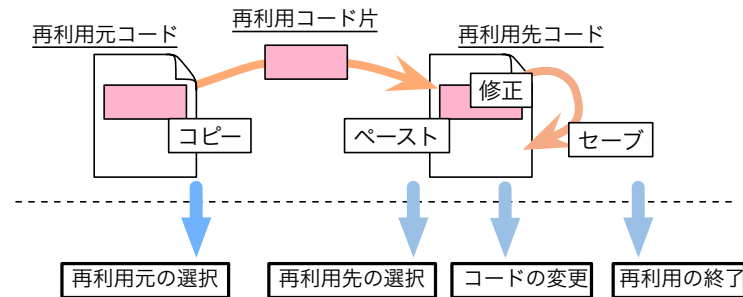 再利用元コード
再利用コード片
再利用先コード
修正
コピー
ペースト
セーブ
再利用元の選択
再利用先の選択
コードの変更
再利用の終了